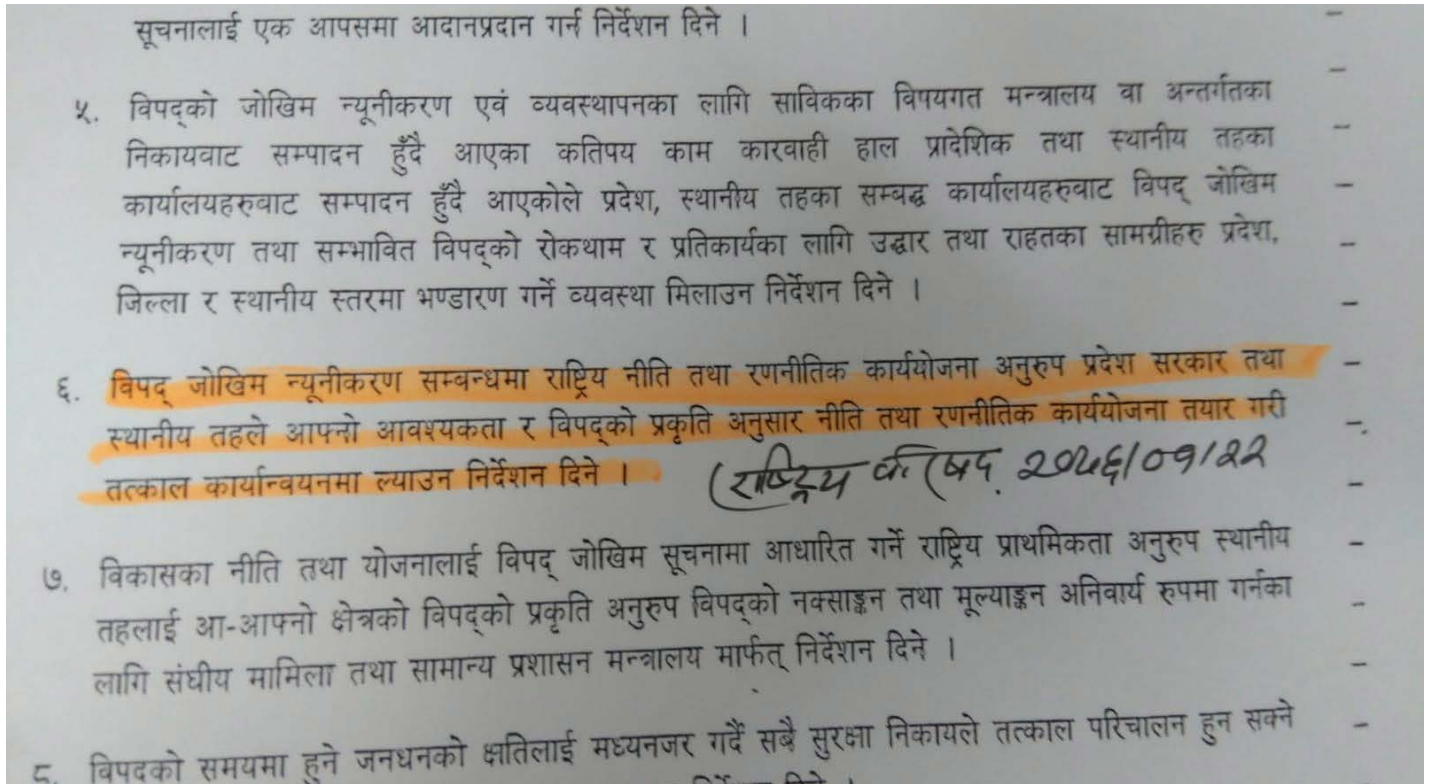 सूचनालाई एक आपसमा आदानप्रदान गर्न निर्देशन दिने ।
५. विपद्को जोखिम न्यूनीकरण एवं व्यवस्थापनका लागि साविकका विषयगत मन्त्रालय वा अन्तर्गतका
निकायवाट सम्पादन हुँदै आएका कतिपय काम कारवाही हाल प्रादेशिक तथा स्थानीय तहका
कार्यालयहरुवाट सम्पादन हुँदै आएकोले प्रदेश, स्थानीय तहका सम्बद्ध कार्यालयहरुवाट विपद् जोखिम
न्यूनीकरण तथा सम्भावित विपद्को रोकथाम र प्रतिकार्यका लागि उद्धार तथा राहतका सामग्रीहरु प्रदेश,
जिल्ला र स्थानीय स्तरमा भण्डारण गर्ने व्यवस्था मिलाउन निर्देशन दिने ।
६. विपद् जोखिम न्यूनीकरण सम्बन्धमा राष्ट्रिय नीति तथा रणनीतिक कार्ययोजना अनुरुप प्रदेश सरकार तथा
स्थानीय तहले आफ्नो आवश्यकता र विपद्को प्रकृति अनुसार नीति तथा रणनीतिक कार्ययोजना तयार गरी
तत्काल कार्यान्वयनमा ल्याउन निर्देशन दिने । (राष्ट्रिय
७. विकासका नीति तथा योजनालाई विपद् जोखिम सूचनामा आधारित गर्ने राष्ट्रिय प्राथमिकता अनुरुप स्थानीय
तहलाई आ-आफ्नो क्षेत्रको विपद्को प्रकृति अनुरुप विपद्को नक्साङ्कन तथा मूल्याङ्कन अनिवार्य रुपमा गर्नका
लागि संघीय मामिला तथा सामान्य प्रशासन मन्त्रालय मार्फत् निर्देशन दिने ।
८. विपदको समयमा हुने जनधनको क्षतिलाई मध्यनजर गर्दै सबै सुरक्षा निकायले तत्काल परिचालन हुन सक्ने